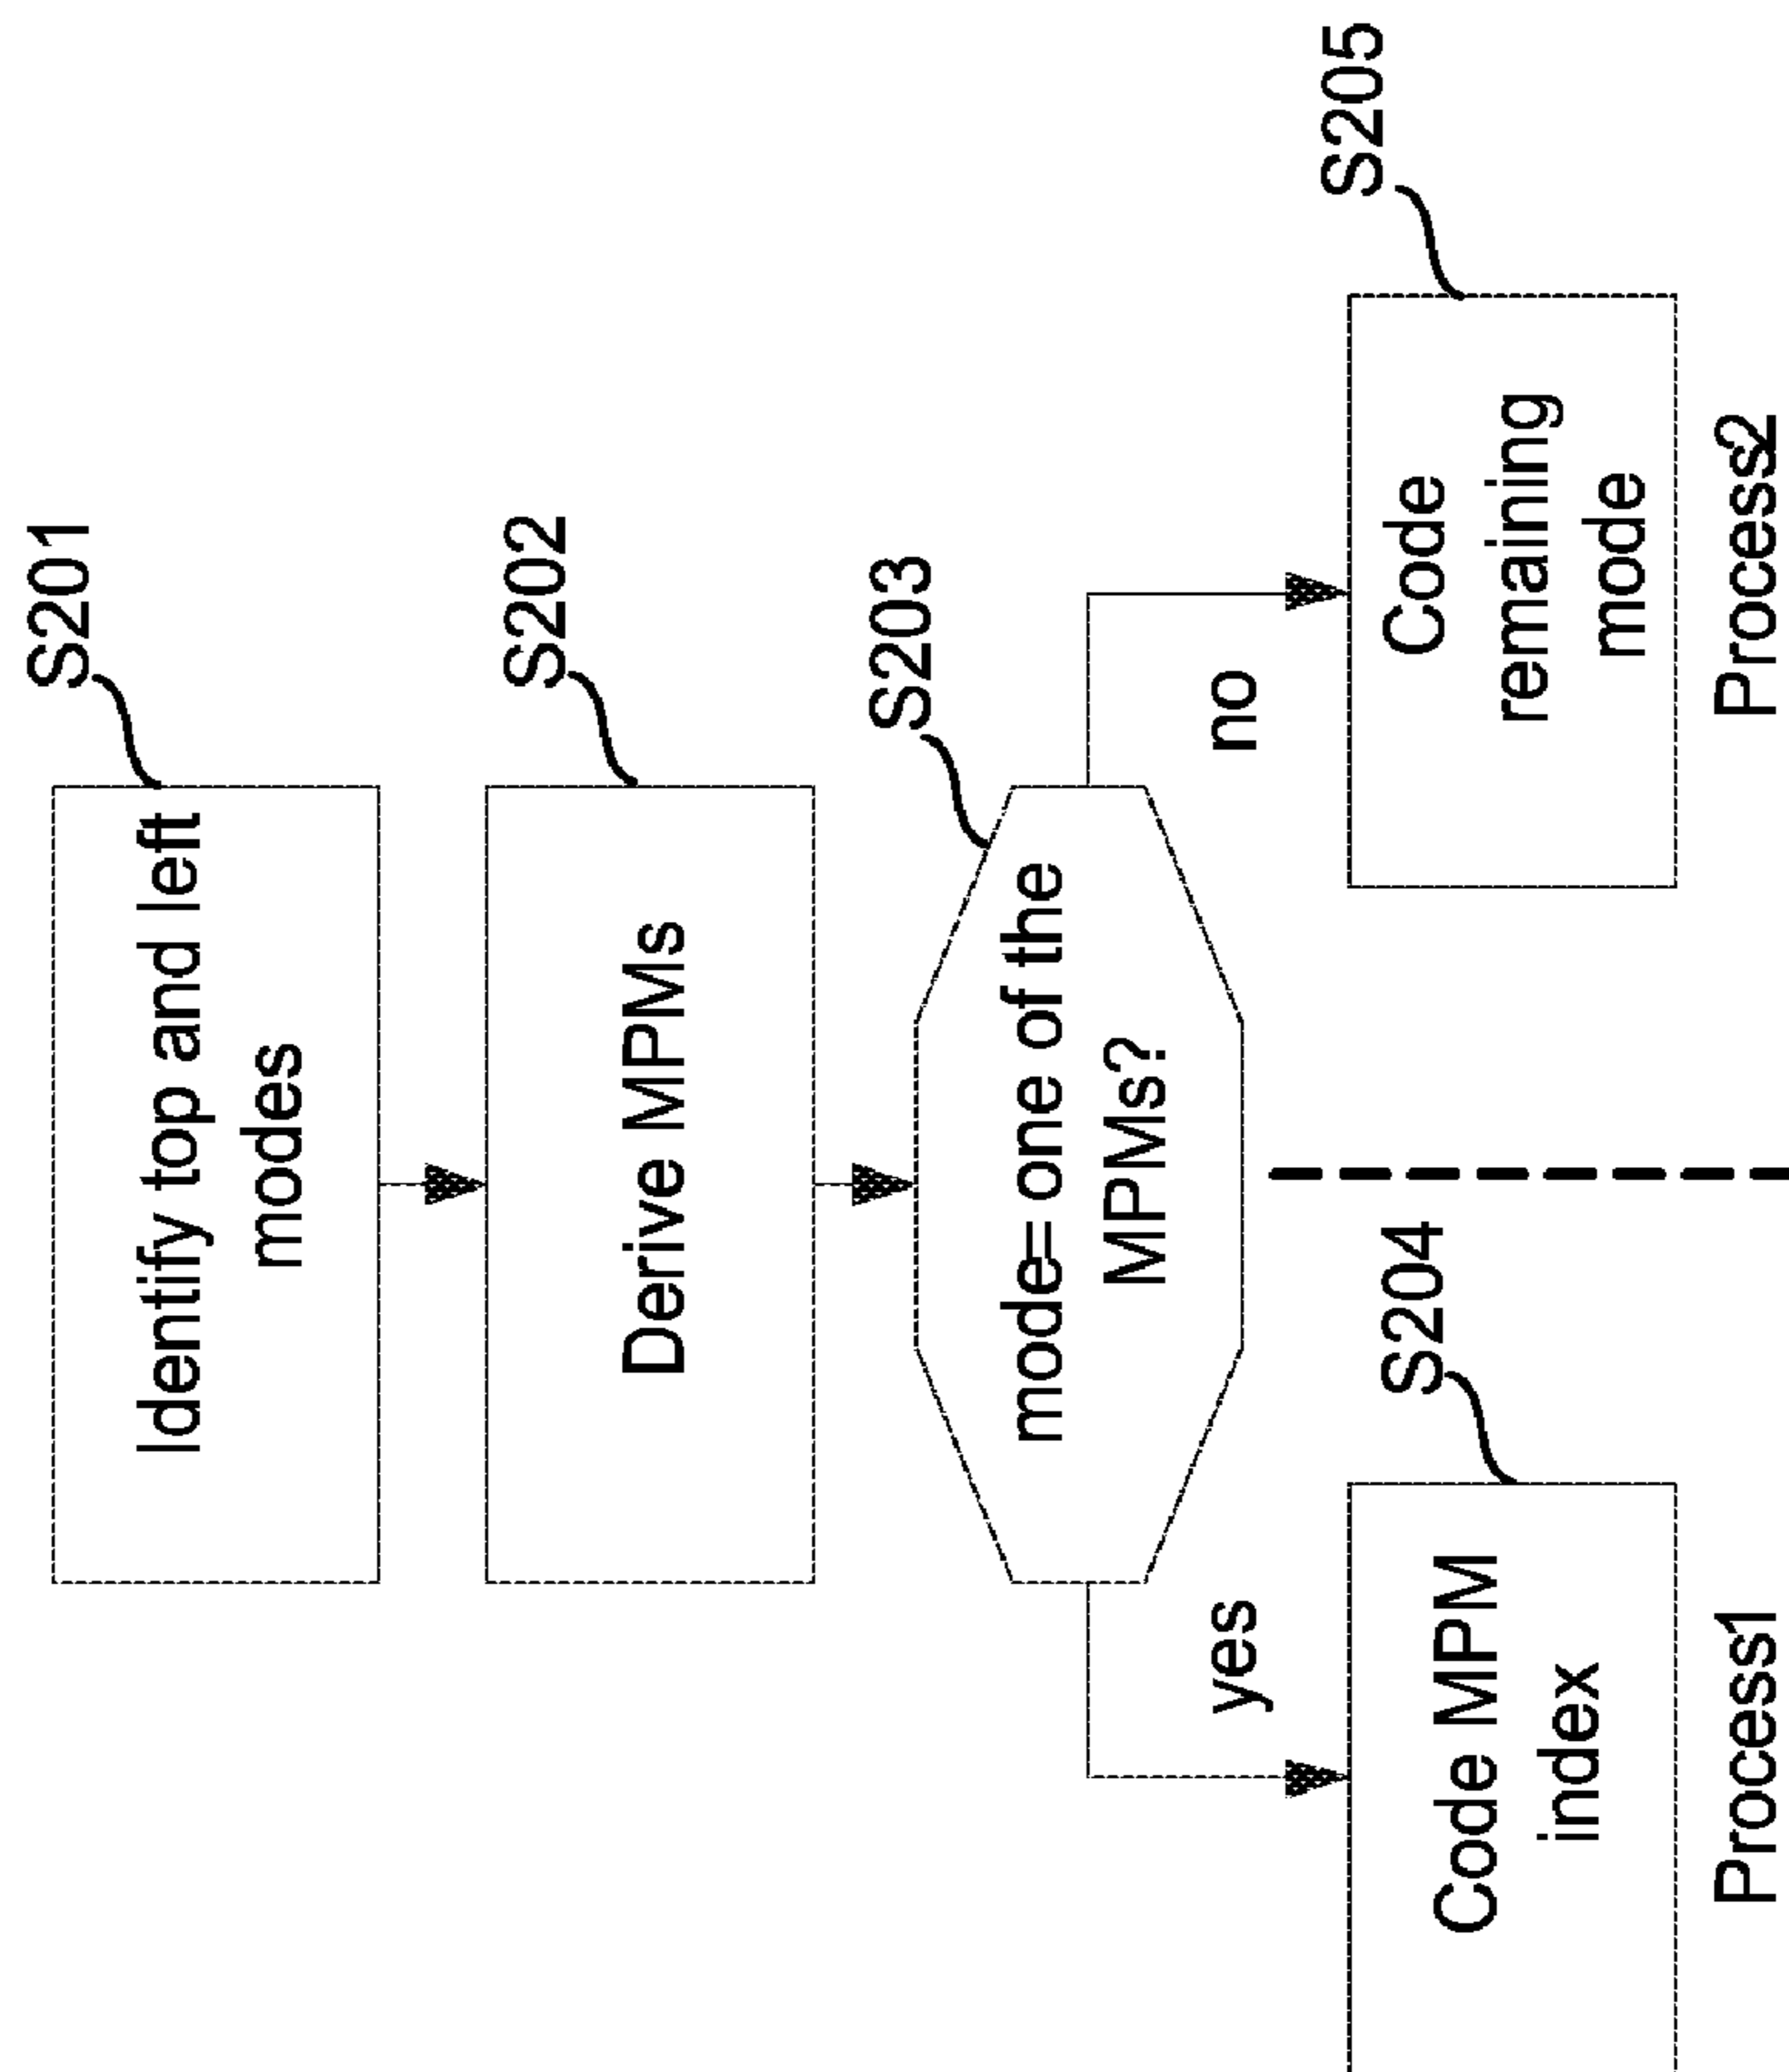 Identify top and left
modes
S201
Derive MPMs
S202
mode= one of the
MPMs?
S203
yes
no
Code MPM
index
S204
Process1
Code
remaining
mode
S205
Process2